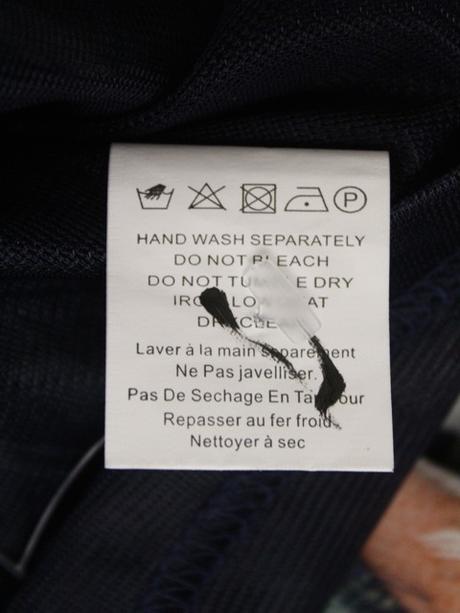 P
HAND WASH SEPARATELY
DO NOT BLEACH
DO NOT DRY
Laver à la main
Ne Pas javelliser.
Pas De Sechage En
Repasser au fer froid
Nettoyer à sec